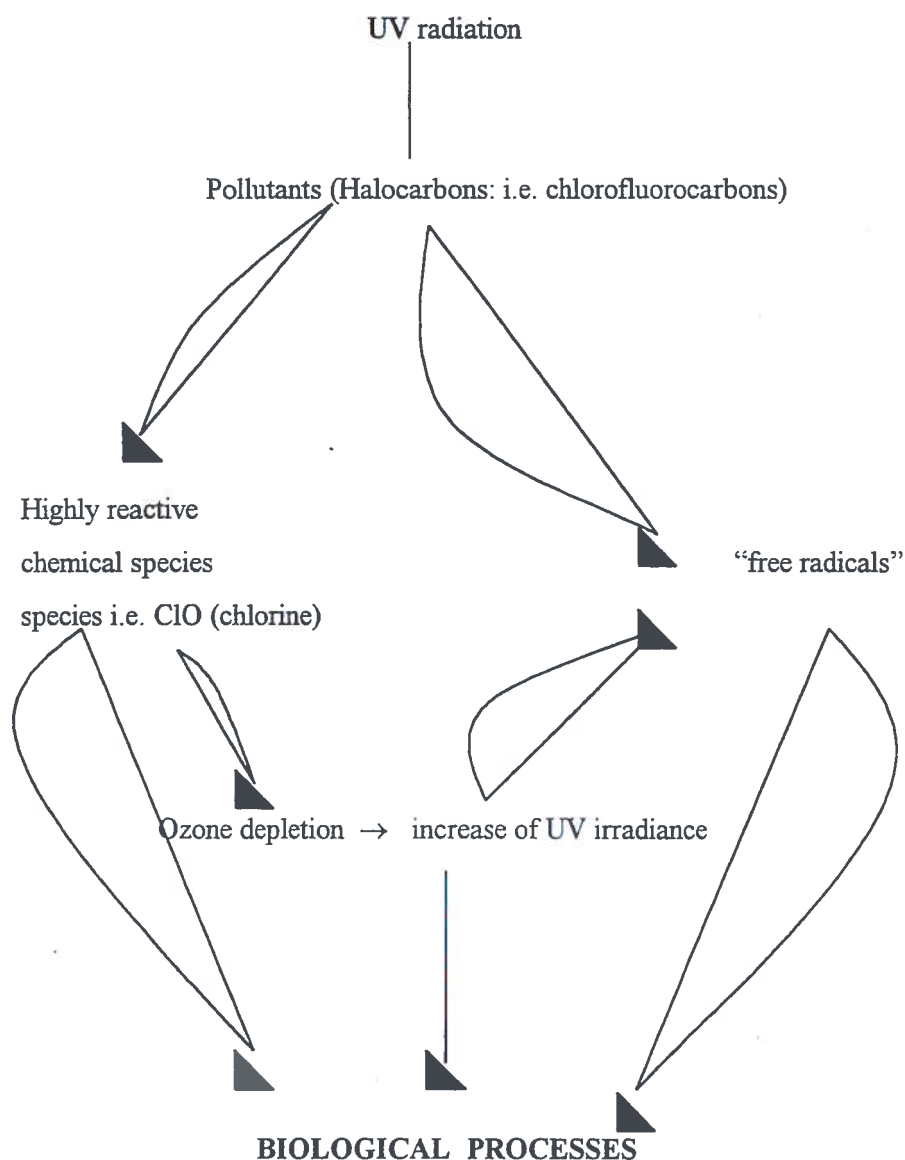 UV radiation
Pollutants (Halocarbons: i.e. chlorofluorocarbons)
Highly reactive
chemical species
"free radicals"
species i.e. ClO (chlorine)
Ozone depletion → increase of UV irradiance
BIOLOGICAL PROCESSES